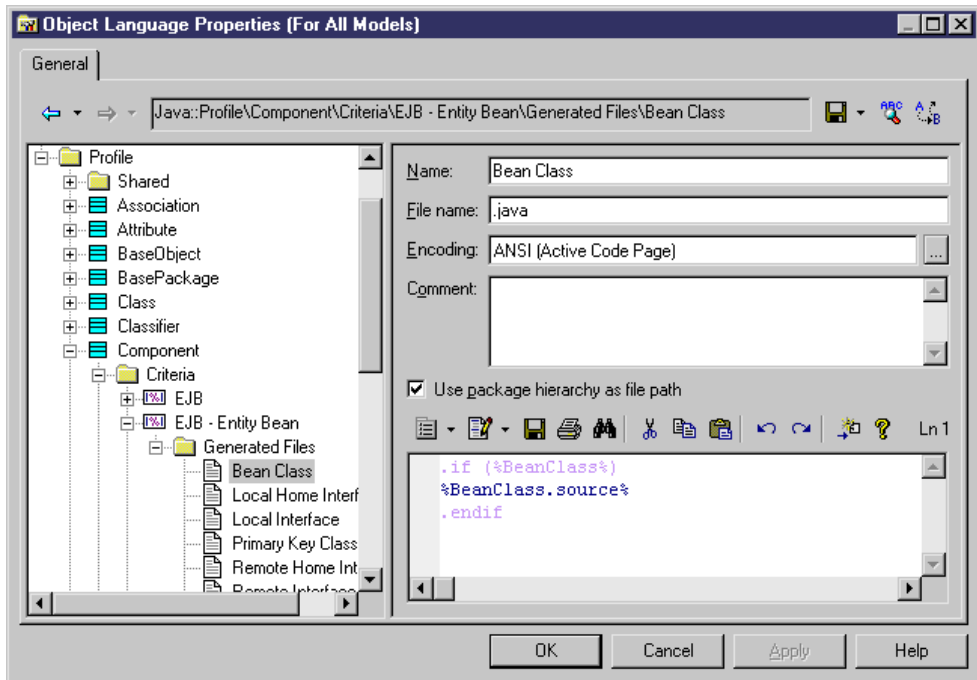 Object Language Properties (For All Models)
General
Java::Profile\Component\Criteria\EJB - Entity Bean\Generated Files\Bean Class
ABC
A
B
Profile
Shared
Association
Attribute
BaseObject
BasePackage
Class
Classifier
Component
Criteria
EJB
EJB - Entity Bean
Generated Files
Bean Class
Local Home Interf
Local Interface
Primary Key Class
Remote Home Int
Remote Interface
Name: Bean Class
File name: .java
Encoding: ANSI (Active Code Page)
...
Comment:
Use package hierarchy as file path
Ln 1
.if (%BeanClass%)
%BeanClass.source%
.endif
OK Cancel Apply Help